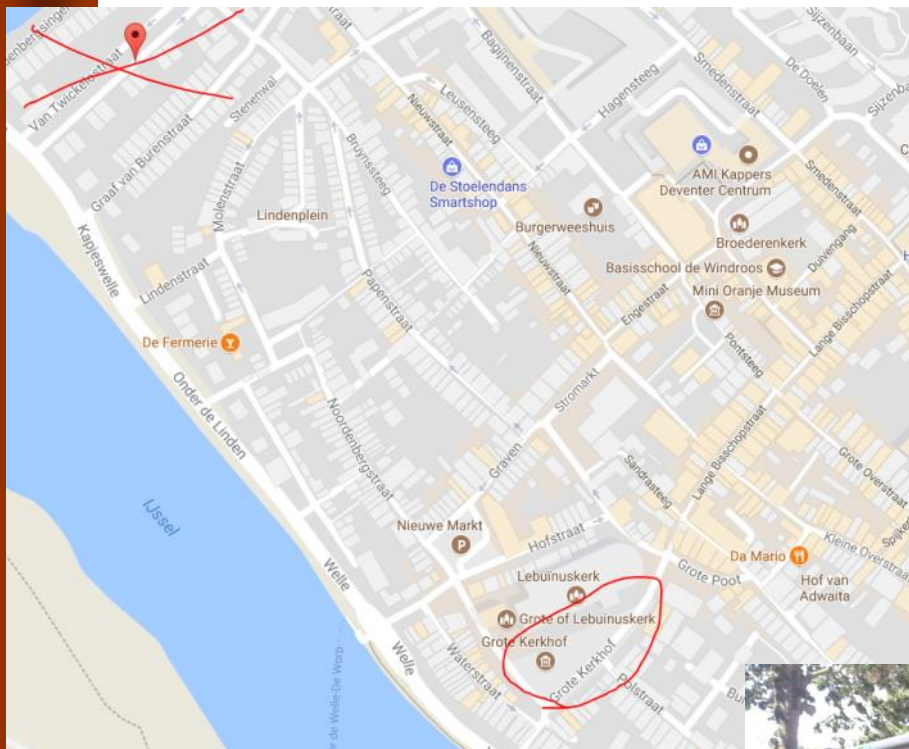 Van Twickelostraat
Graaf van Burenstraat
Stenenwal
Molenstraat
Lindenplein
Lindenstraat
Kapjeswelle
Bruynssteeg
Papenstraat
Bagijnenstraat
Leusensteeg
Nieuwstraat
Hagensteeg
Smedenstraat
De Doelen
Sijzenbaan
Sijzenbaan
De Stoelendans
Smartshop
AMI Kappers
Deventer Centrum
Burgerweeshuis
Broederenkerk
Basisschool de Windroos
Mini Oranje Museum
Smedenstraat
Duivengang
Nieuwstraat
Engestraat
Pontsteeg
Lange Bisschopstraat
De Fermerie
Onder de Linden
Noordenbergstraat
Stromarkt
Graven
Sandrasteeg
Lange Bisschopstraat
Grote Overstraat
IJssel
Nieuwe Markt
P
Hofstraat
Kleine Overstraat
Da Mario
Grote Poot
Hof van
Adwaita
Welle
Lebuïnuskerk
Grote of Lebuinuskerk
Grote Kerkhof
Grote Kerkhof
Welle
Waterstraat
Polstraat